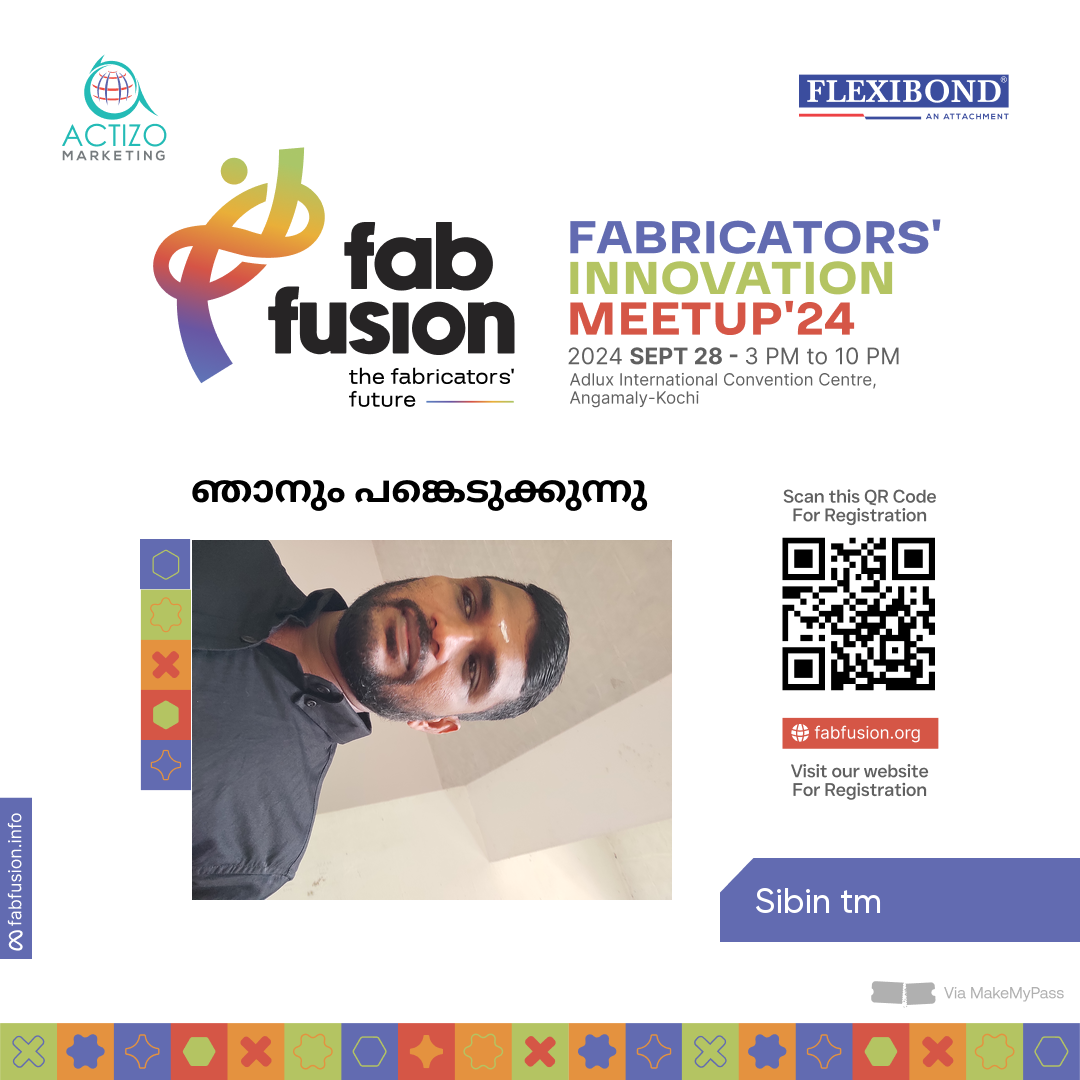 ACTIZO
MARKETING
FLEXIBOND®
AN ATTACHMENT
fab
fusion
the fabricators'
future
FABRICATORS'
INNOVATION
MEETUP'24
2024 SEPT 28 - 3 PM to 10 PM
Adlux International Convention Centre,
Angamaly-Kochi
ഞാനും പങ്കെടുക്കുന്നു
Scan this QR Code
For Registration
fabfusion.org
Visit our website
For Registration
fabfusion.info
Sibin tm
Via MakeMyPass